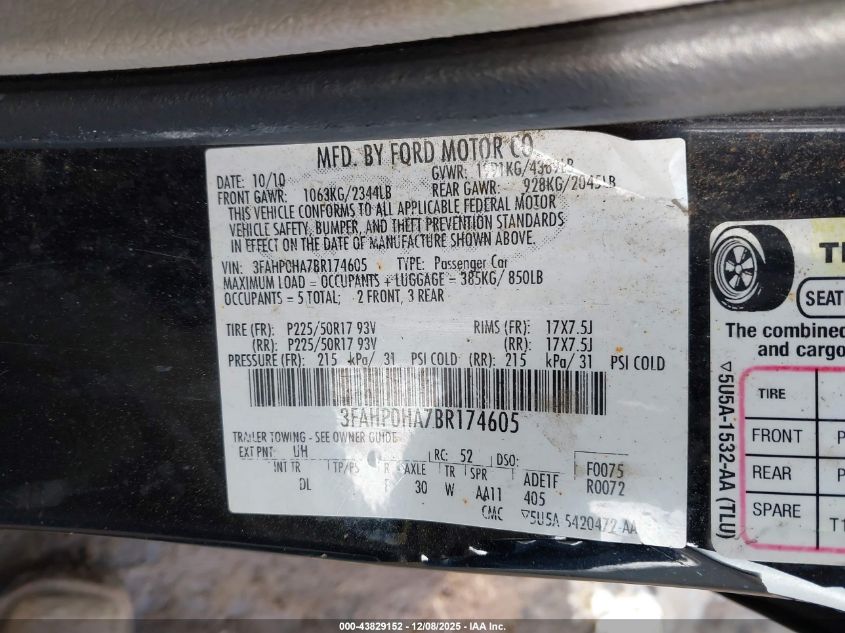 MFD. BY FORD MOTOR CO.
DATE: 10/10
GVWR: 1991KG/4389LB
FRONT GAWR: 1063KG/2344LB
REAR GAWR: 928KG/2045LB
THIS VEHICLE CONFORMS TO ALL APPLICABLE FEDERAL MOTOR
VEHICLE SAFETY, BUMPER, AND THEFT PREVENTION STANDARDS
IN EFFECT ON THE DATE OF MANUFACTURE SHOWN ABOVE.
VIN: 3FAHP0HA7BR174605 TYPE: Passenger Car
MAXIMUM LOAD = OCCUPANTS + LUGGAGE = 385KG/ 850LB
OCCUPANTS = 5 TOTAL; 2 FRONT, 3 REAR
TIRE (FR): P225/50R17 93V RIMS (FR): 17X7.5J
(RR): P225/50R17 93V (RR): 17X7.5J
PRESSURE (FR): 215 kPa/ 31 PSI COLD (RR): 215 kPa/ 31 PSI COLD
3FAHP0HA7BR174605
TRAILER TOWING - SEE OWNER GUIDE
EXT PNT: UH RC: 52 DSO: F0075
INT TR TP/PS R AXLE TR SPR ADE1F R0072
DL 30 W AA11 405
CMC ▽5U5A 5420472-AA
SEAT
The combined
and cargo
TIRE
FRONT P
REAR P
SPARE T1
▽5U5A-1532-AA (TLU)
000-43829152 - 12/08/2025 - IAA Inc.